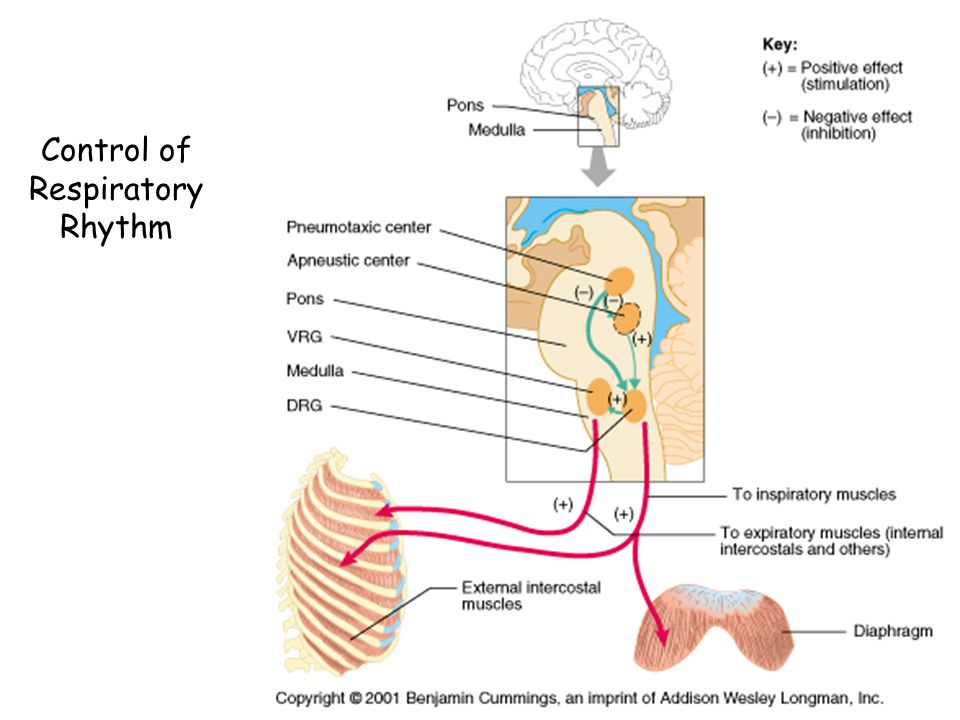 Control of
Respiratory
Rhythm
Key:
(+) = Positive effect
(stimulation)
(–) = Negative effect
(inhibition)
Pons
Medulla
Pneumotaxic center
Apneustic center
Pons
VRG
Medulla
DRG
(–)
(–)
(+)
(+)
(+)
(+)
To inspiratory muscles
To expiratory muscles (internal
intercostals and others)
External intercostal
muscles
Diaphragm
Copyright © 2001 Benjamin Cummings, an imprint of Addison Wesley Longman, Inc.